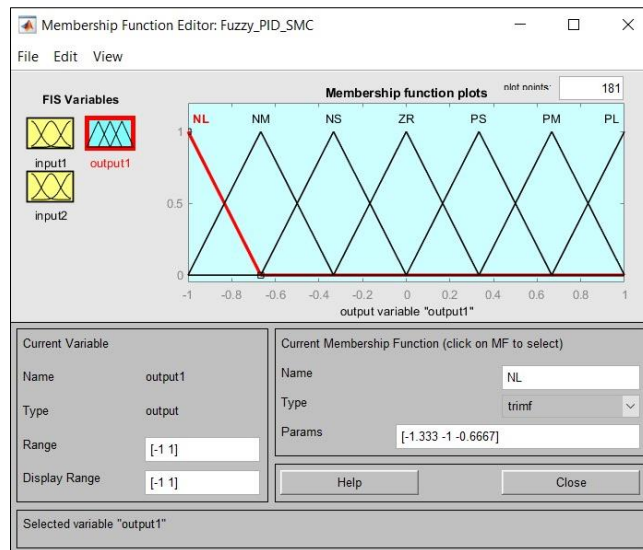 Membership Function Editor: Fuzzy_PID_SMC
File Edit View
FIS Variables
input1 output1
input2
Membership function plots
plot points: 181
NL NM NS ZR PS PM PL
1
0.5
0
-1 -0.8 -0.6 -0.4 -0.2 0 0.2 0.4 0.6 0.8 1
output variable "output1"
Current Variable
Name output1
Type output
Range [-1 1]
Display Range [-1 1]
Current Membership Function (click on MF to select)
Name NL
Type trimf
Params [-1.333 -1 -0.6667]
Help Close
Selected variable "output1"